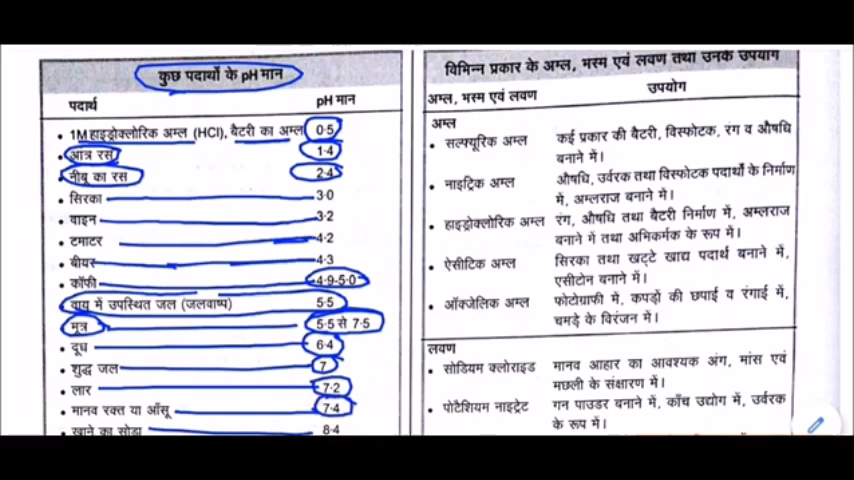 कुछ पदार्थों के pH मान
पदार्थ pH मान
• 1M हाइड्रोक्लोरिक अम्ल (HCl), बैटरी का अम्ल 0·5
• आत्र रस 1·4
• नीबू का रस 2·4
• सिरका 3·0
• वाइन 3·2
• टमाटर 4·2
• बीयर 4·3
• कॉफी 4·9-5·0
• वायु में उपस्थित जल (जलवाष्प) 5·5
• मूत्र 5·5 से 7·5
• दूध 6·4
• शुद्ध जल 7
• लार 7·2
• मानव रक्त या आँसू 7·4
• खाने का सोडा 8·4
विभिन्न प्रकार के अम्ल, भस्म एवं लवण तथा उनके उपयोग
अम्ल, भस्म एवं लवण उपयोग
अम्ल
• सल्फ्यूरिक अम्ल कई प्रकार की बैटरी, विस्फोटक, रंग व औषधि
बनाने में।
• नाइट्रिक अम्ल औषधि, उर्वरक तथा विस्फोटक पदार्थों के निर्माण
में, अम्लराज बनाने में।
• हाइड्रोक्लोरिक अम्ल रंग, औषधि तथा बैटरी निर्माण में, अम्लराज
बनाने में तथा अभिकर्मक के रूप में।
• ऐसीटिक अम्ल सिरका तथा खट्टे खाद्य पदार्थ बनाने में,
एसीटोन बनाने में।
• ऑक्जेलिक अम्ल फोटोग्राफी में, कपड़ों की छपाई व रंगाई में,
चमड़े के विरंजन में।
लवण
• सोडियम क्लोराइड मानव आहार का आवश्यक अंग, मांस एवं
मछली के संक्षारण में।
• पोटैशियम नाइट्रेट गन पाउडर बनाने में, काँच उद्योग में, उर्वरक
के रूप में।